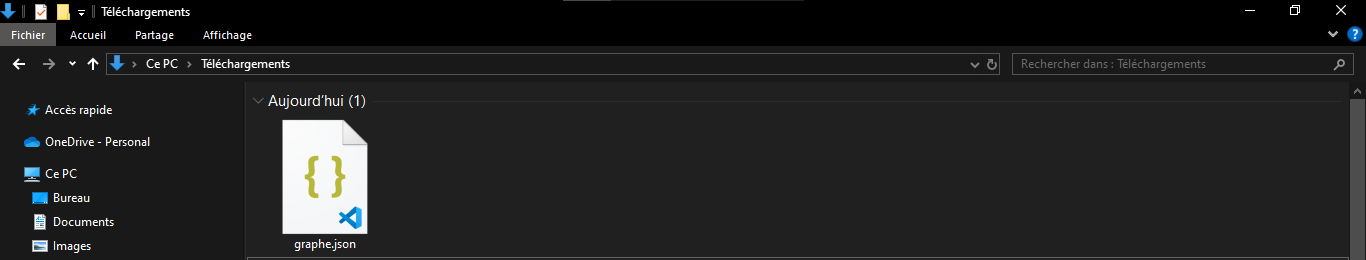 Téléchargements
Fichier Accueil Partage Affichage
Ce PC Téléchargements Rechercher dans : Téléchargements
Accès rapide
OneDrive - Personal
Ce PC
Bureau
Documents
Images
Aujourd'hui (1)
{ }
graphe.json